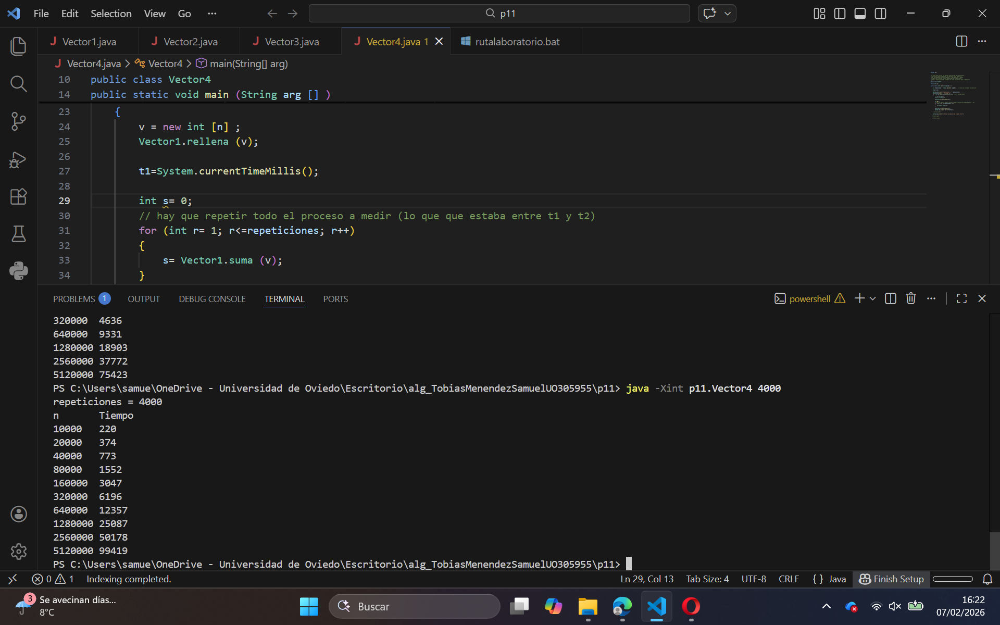 File Edit Selection View Go ···
p11
Vector1.java
Vector2.java
Vector3.java
Vector4.java 1
rutalaboratorio.bat
Vector4.java > Vector4 > main(String[] arg)
10 public class Vector4
14 public static void main (String arg [] )
23 {
24 v = new int [n] ;
25 Vector1.rellena (v);
26
27 t1=System.currentTimeMillis();
28
29 int s= 0;
30 // hay que repetir todo el proceso a medir (lo que que estaba entre t1 y t2)
31 for (int r= 1; r<=repeticiones; r++)
32 {
33 s= Vector1.suma (v);
34 }
PROBLEMS 1 OUTPUT DEBUG CONSOLE TERMINAL PORTS
powershell
320000 4636
640000 9331
1280000 18903
2560000 37772
5120000 75423
PS C:\Users\samue\OneDrive - Universidad de Oviedo\Escritorio\alg_TobiasMenendezSamuelUO305955\p11> java -Xint p11.Vector4 4000
repeticiones = 4000
n Tiempo
10000 220
20000 374
40000 773
80000 1552
160000 3047
320000 6196
640000 12357
1280000 25087
2560000 50178
5120000 99419
PS C:\Users\samue\OneDrive - Universidad de Oviedo\Escritorio\alg_TobiasMenendezSamuelUO305955\p11>
0 1 Indexing completed.
Ln 29, Col 13 Tab Size: 4 UTF-8 CRLF { } Java Finish Setup
3
Se avecinan días...
8°C
Buscar
16:22
07/02/2026